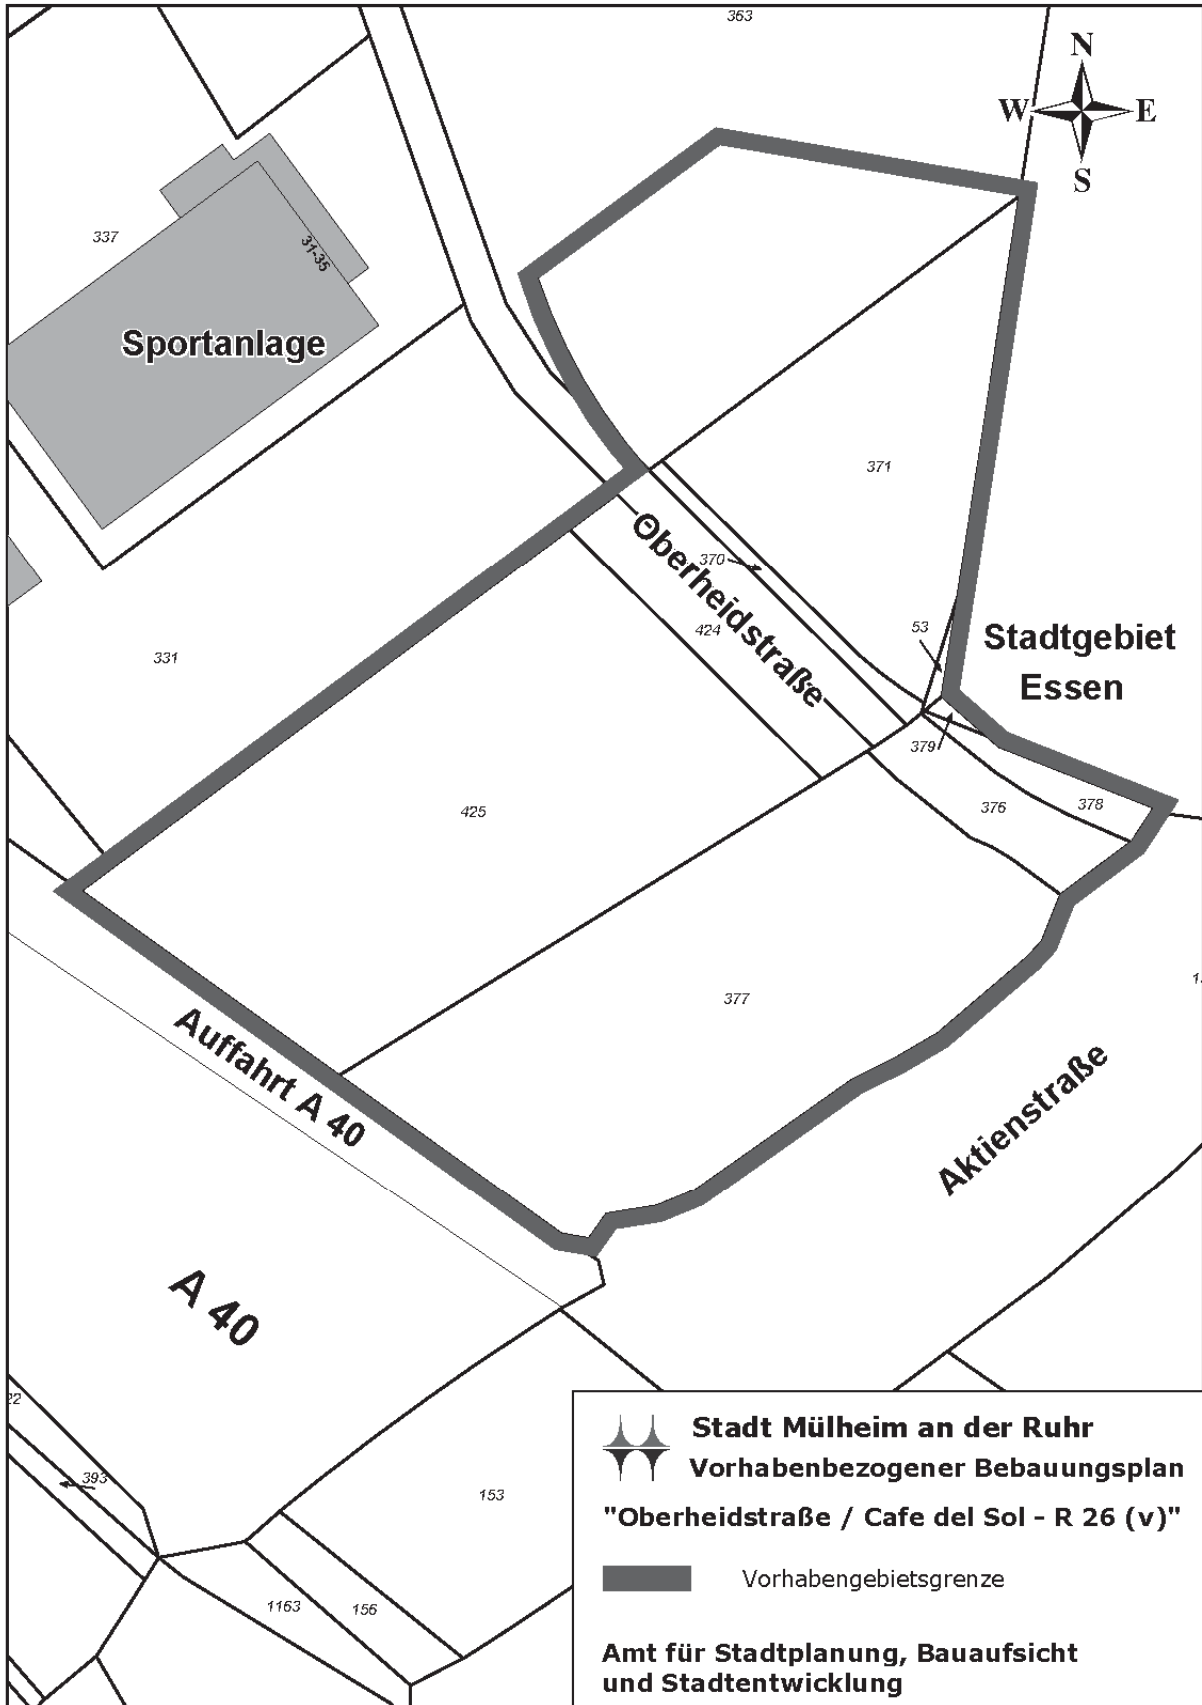 363
N
W E
S
337
31-35
Sportanlage
371
Oberheidstraße
370
424
53
331
Stadtgebiet
Essen
379
425
376
378
377
Auffahrt A 40
Aktienstraße
A 40
22
393
153
1163
156
Stadt Mülheim an der Ruhr
Vorhabenbezogener Bebauungsplan
"Oberheidstraße / Cafe del Sol - R 26 (v)"
Vorhabengebietsgrenze
Amt für Stadtplanung, Bauaufsicht
und Stadtentwicklung